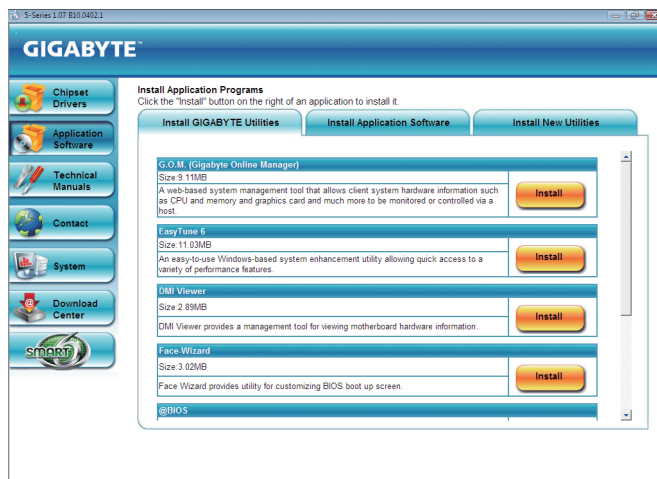 5-Series 1.07 B10.0402.1
GIGABYTE™
Chipset
Drivers
Application
Software
Technical
Manuals
Contact
System
Download
Center
SMART
Install Application Programs
Click the "Install" button on the right of an application to install it.
Install GIGABYTE Utilities
Install Application Software
Install New Utilities
G.O.M. (Gigabyte Online Manager)
Size:9.11MB
A web-based system management tool that allows client system hardware information such
as CPU and memory and graphics card and much more to be monitored or controlled via a
host.
Install
EasyTune 6
Size:11.03MB
An easy-to-use Windows-based system enhancement utility allowing quick access to a
variety of performance features.
Install
DMI Viewer
Size:2.89MB
DMI Viewer provides a management tool for viewing motherboard hardware information.
Install
Face-Wizard
Size:3.02MB
Face Wizard provides utility for customizing BIOS boot up screen.
Install
@BIOS